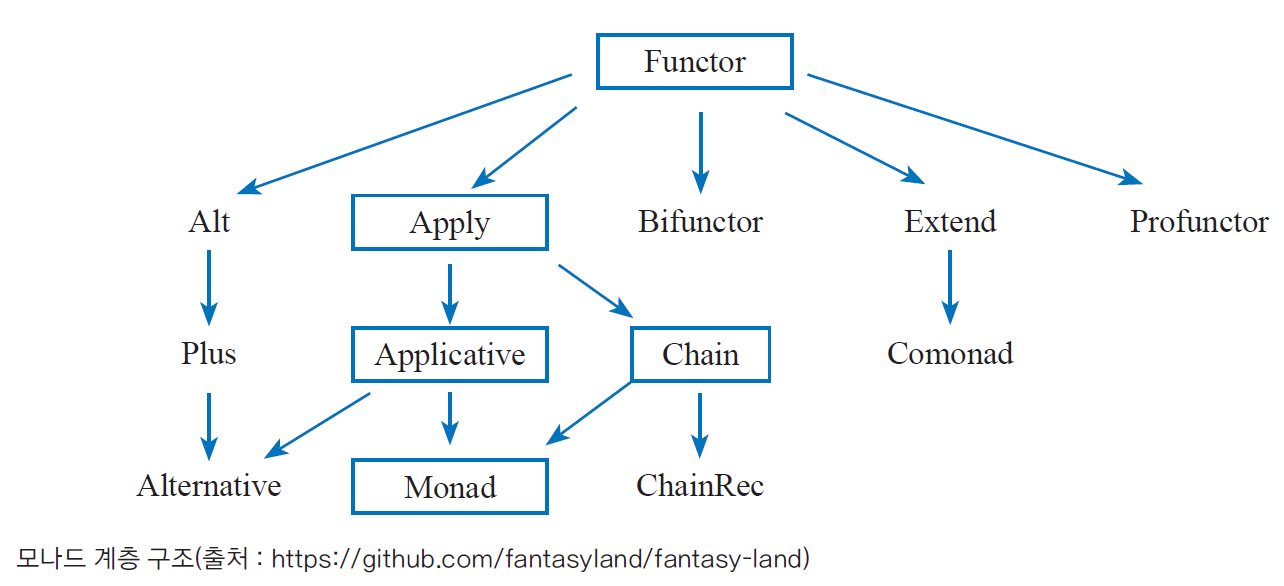 Functor
Alt
Apply
Bifunctor
Extend
Profunctor
Plus
Applicative
Chain
Comonad
Alternative
Monad
ChainRec
모나드 계층 구조(출처 : https://github.com/fantasyland/fantasy-land)